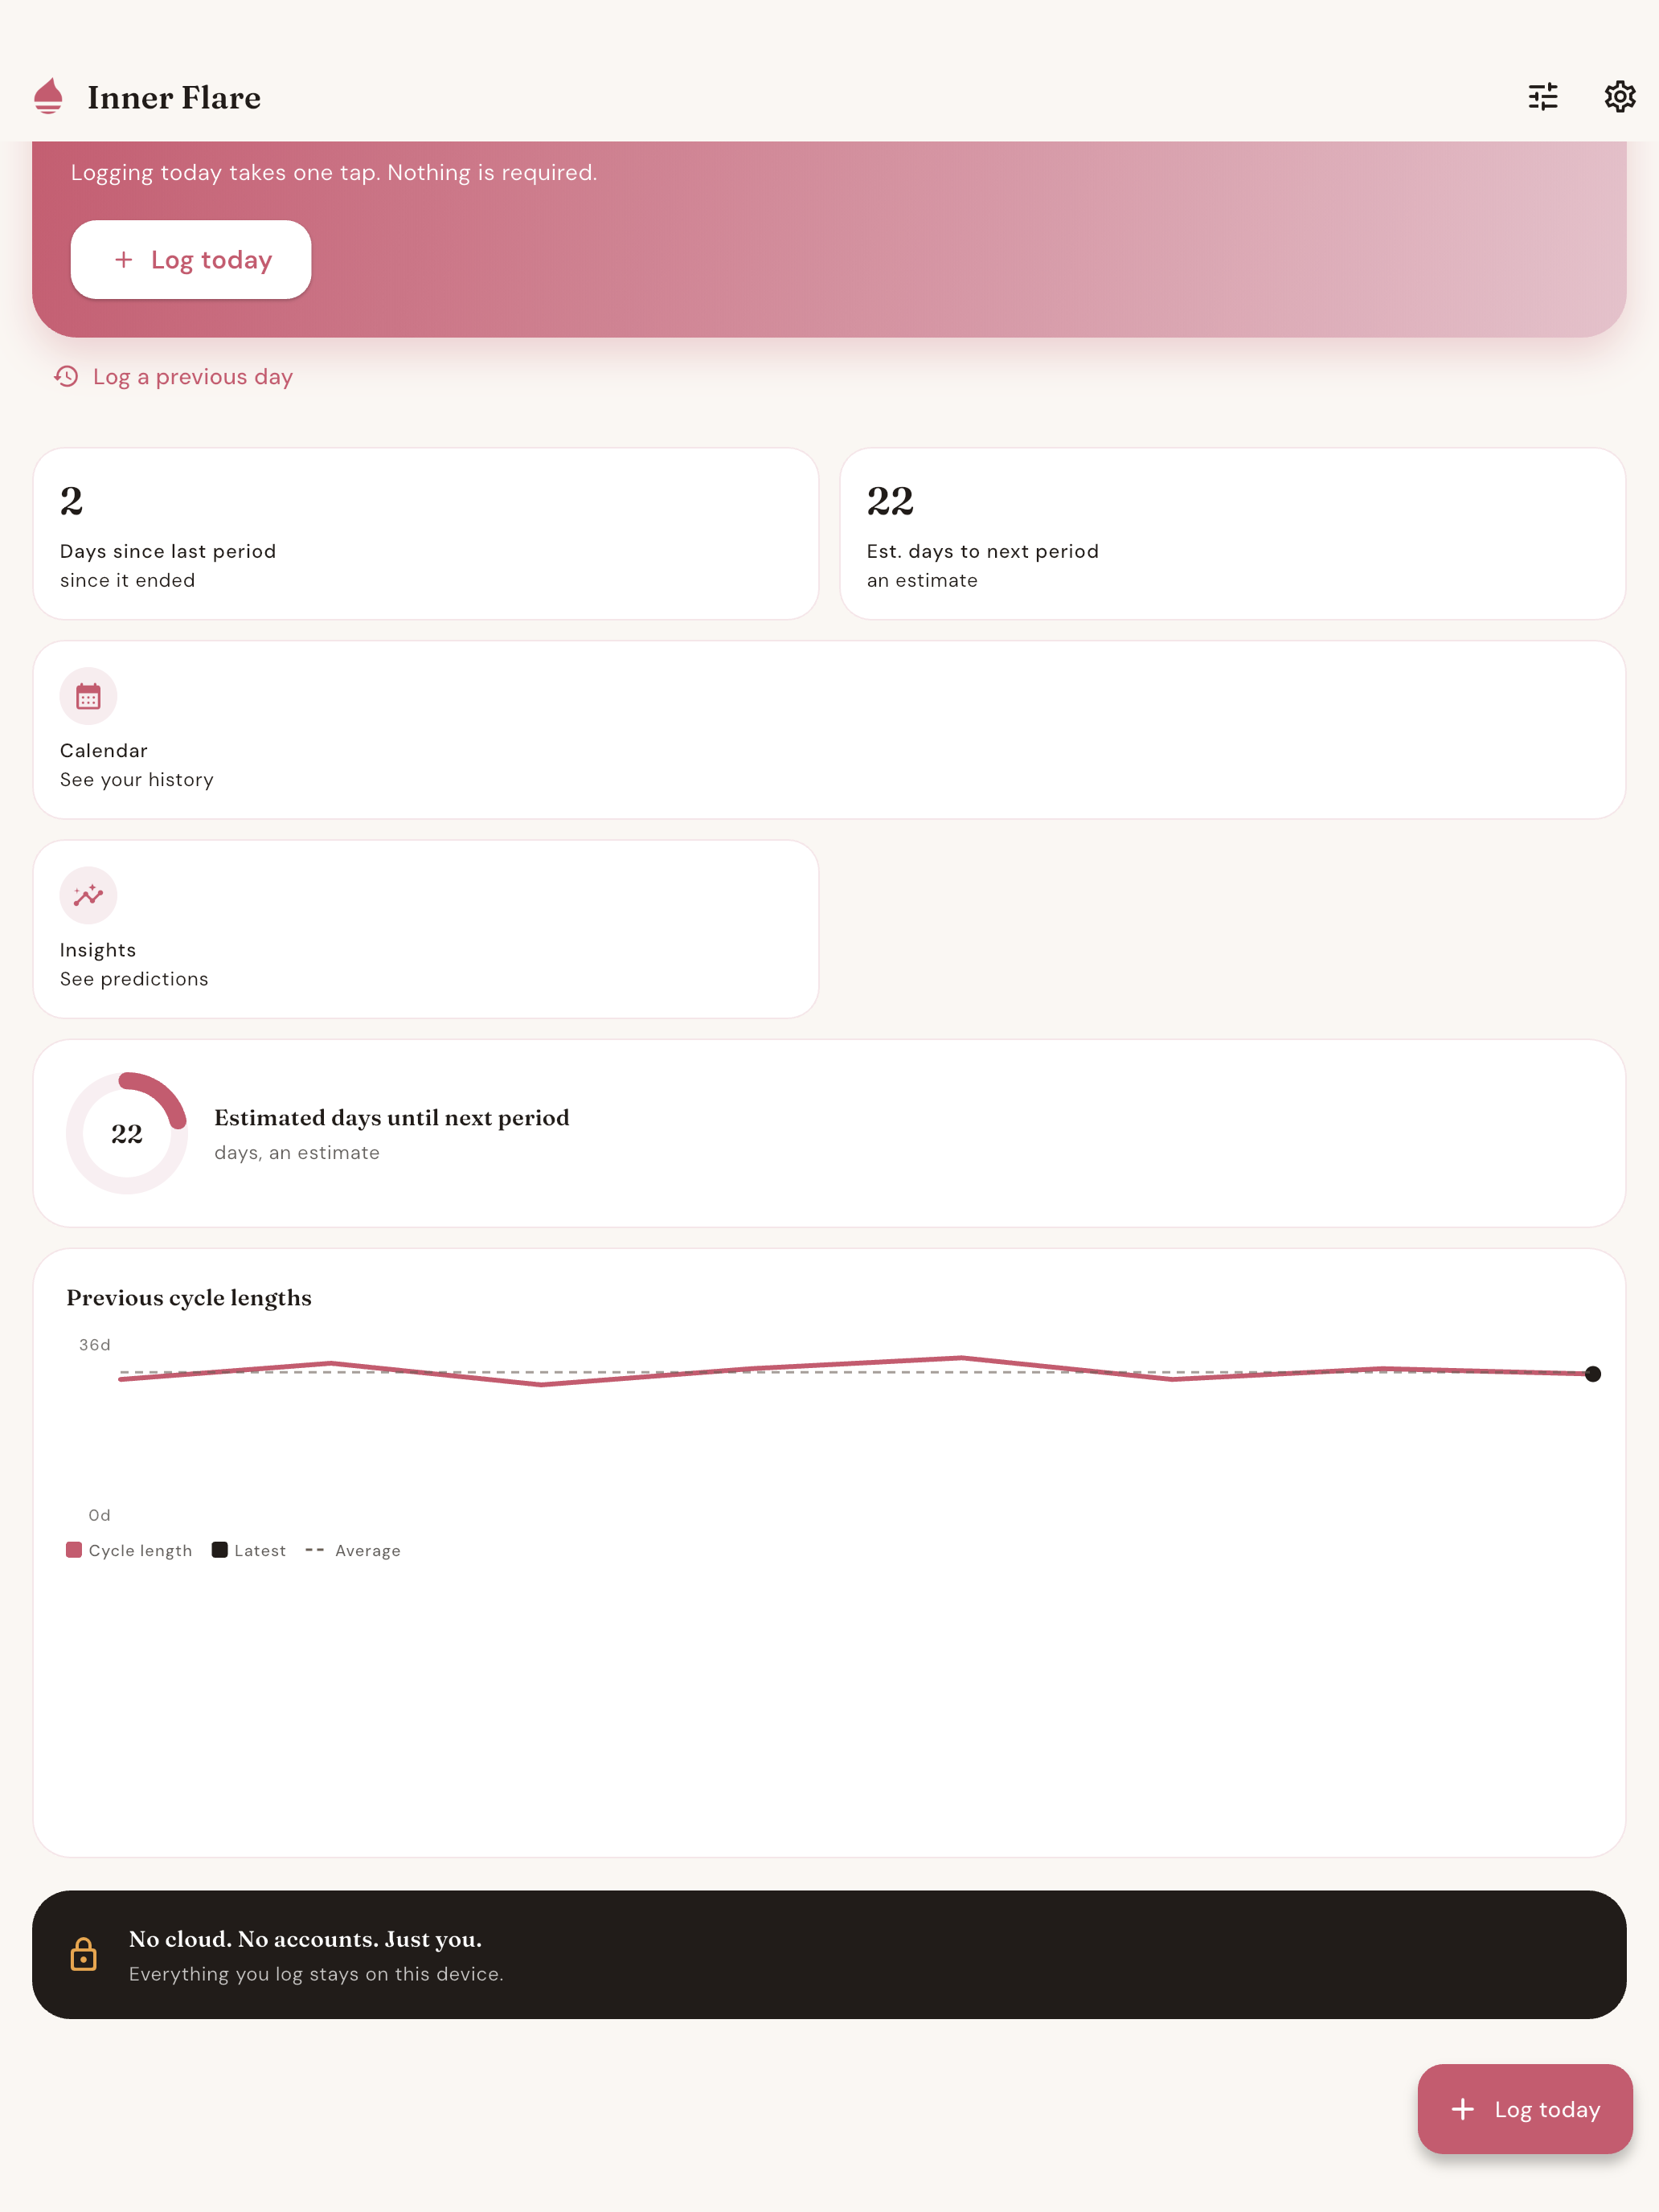 Inner Flare
Logging today takes one tap. Nothing is required.
+ Log today
Log a previous day
2
Days since last period
since it ended
22
Est. days to next period
an estimate
Calendar
See your history
Insights
See predictions
22
Estimated days until next period
days, an estimate
Previous cycle lengths
36d
0d
Cycle length
Latest
Average
No cloud. No accounts. Just you.
Everything you log stays on this device.
+ Log today